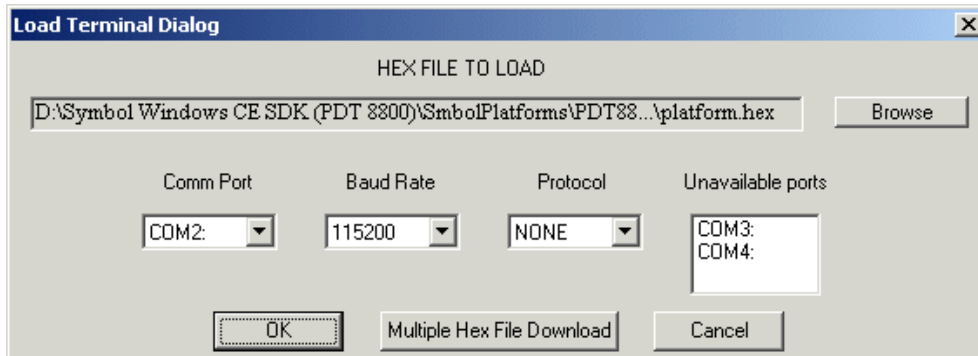 Load Terminal Dialog
HEX FILE TO LOAD
D:\Symbol Windows CE SDK (PDT 8800)\SmbolPlatforms\PDT88...\platform.hex
Browse
Comm Port Baud Rate Protocol Unavailable ports
COM2: 115200 NONE COM3:
COM4:
OK Multiple Hex File Download Cancel